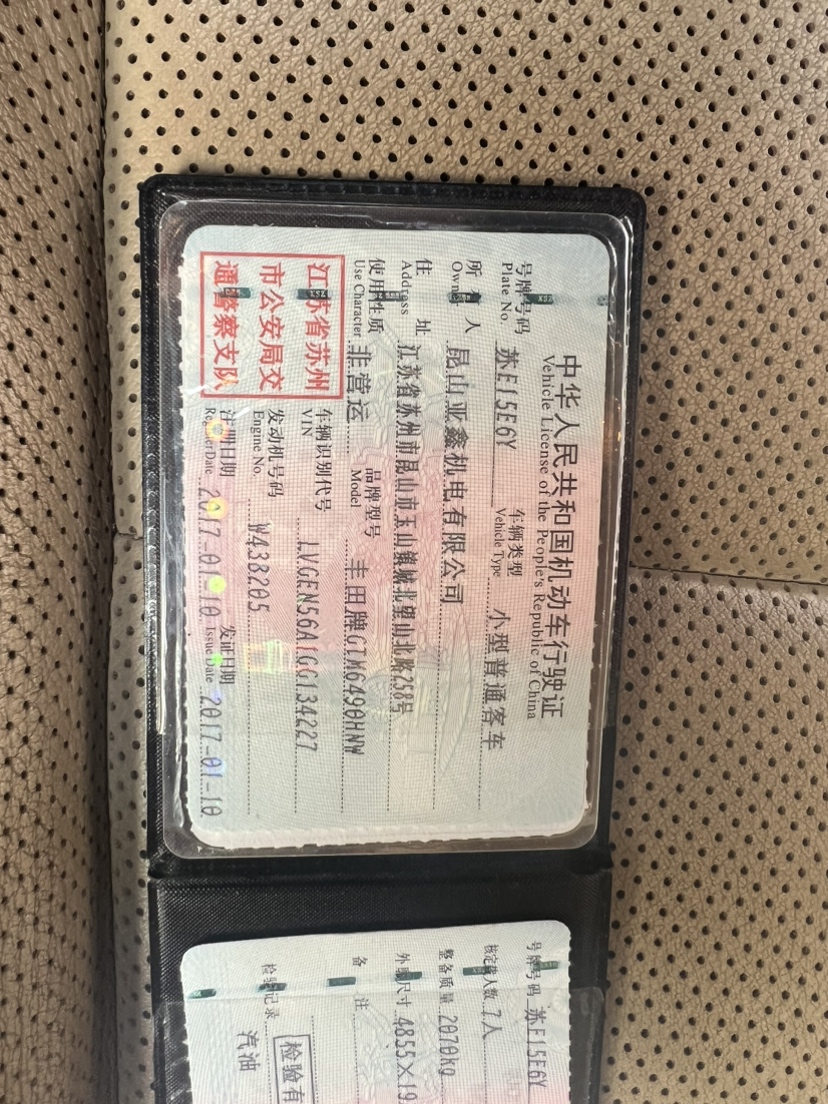 中华人民共和国机动车行驶证
Vehicle License of the People's Republic of China
号牌号码 苏E15E6Y 车辆类型 小型普通客车
Plate No. Vehicle Type
所有人 昆山亚鑫机电有限公司
Owner
住址 江苏省苏州市昆山市玉山镇城北望山北路258号
Address
使用性质 非营运 品牌型号 丰田牌GTM6490HNW
Use Character Model
江苏省苏州
市公安局交
通警察支队
车辆识别代号 LVGEN56A1GG134227
VIN
发动机号码 W438205
Engine No.
注册日期 2017-01-10 发证日期 2017-01-10
Register Date Issue Date
号牌号码 苏E15E6Y
核定载人数 7人
整备质量 2070kg
外廓尺寸 4855×19
备注
检验记录 检验有
汽油